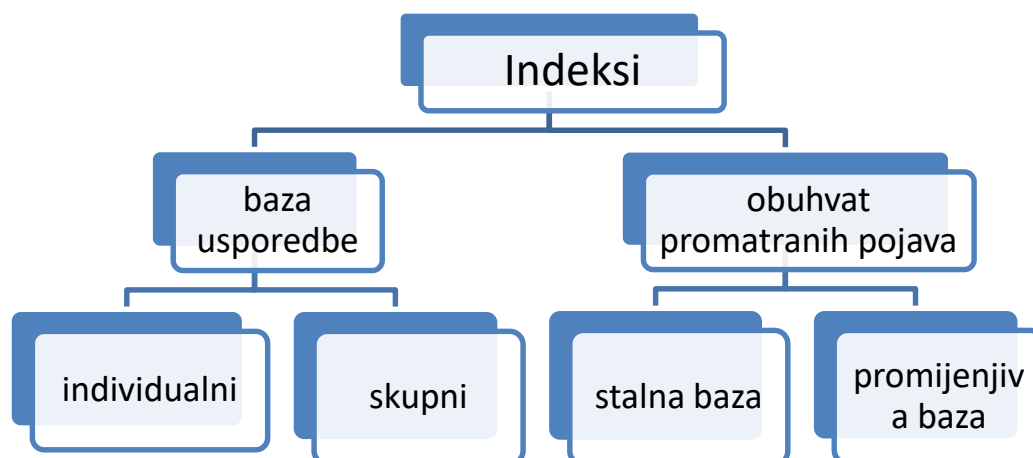 Indeksi
baza
usporedbe
obuhvat
promatranih pojava
individualni
skupni
stalna baza
promijenjiv
a baza